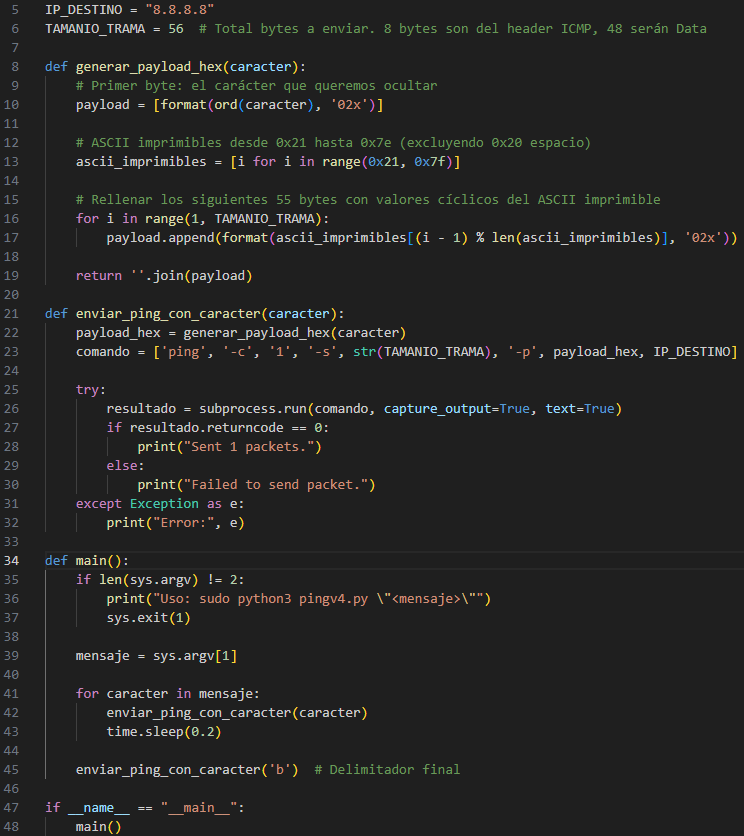 5 IP_DESTINO = "8.8.8.8"
6 TAMANIO_TRAMA = 56  # Total bytes a enviar. 8 bytes son del header ICMP, 48 serán Data
7
8 def generar_payload_hex(caracter):
9     # Primer byte: el carácter que queremos ocultar
10     payload = [format(ord(caracter), '02x')]
11
12     # ASCII imprimibles desde 0x21 hasta 0x7e (excluyendo 0x20 espacio)
13     ascii_imprimibles = [i for i in range(0x21, 0x7f)]
14
15     # Rellenar los siguientes 55 bytes con valores cíclicos del ASCII imprimible
16     for i in range(1, TAMANIO_TRAMA):
17         payload.append(format(ascii_imprimibles[(i - 1) % len(ascii_imprimibles)], '02x'))
18
19     return ''.join(payload)
20
21 def enviar_ping_con_caracter(caracter):
22     payload_hex = generar_payload_hex(caracter)
23     comando = ['ping', '-c', '1', '-s', str(TAMANIO_TRAMA), '-p', payload_hex, IP_DESTINO]
24
25     try:
26         resultado = subprocess.run(comando, capture_output=True, text=True)
27         if resultado.returncode == 0:
28             print("Sent 1 packets.")
29         else:
30             print("Failed to send packet.")
31     except Exception as e:
32         print("Error:", e)
33
34 def main():
35     if len(sys.argv) != 2:
36         print("Uso: sudo python3 pingv4.py \"<mensaje>\"")
37         sys.exit(1)
38
39     mensaje = sys.argv[1]
40
41     for caracter in mensaje:
42         enviar_ping_con_caracter(caracter)
43         time.sleep(0.2)
44
45     enviar_ping_con_caracter('b')  # Delimitador final
46
47 if __name__ == "__main__":
48     main()